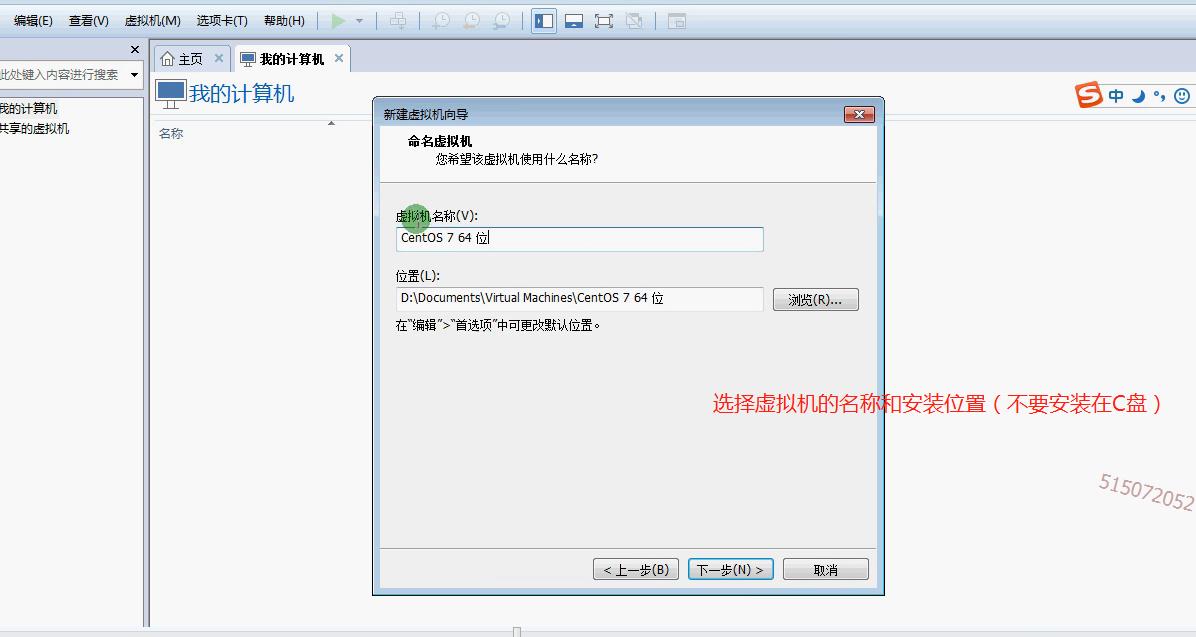 编辑(E) 查看(V) 虚拟机(M) 选项卡(T) 帮助(H)
主页 我的计算机
此处键入内容进行搜索
我的计算机
共享的虚拟机
我的计算机
名称
中
新建虚拟机向导
命名虚拟机
您希望该虚拟机使用什么名称?
虚拟机名称(V):
CentOS 7 64 位
位置(L):
D:\Documents\Virtual Machines\CentOS 7 64 位
浏览(R)...
在“编辑”>“首选项”中可更改默认位置。
选择虚拟机的名称和安装位置（不要安装在C盘）
515072052
< 上一步(B) 下一步(N) > 取消